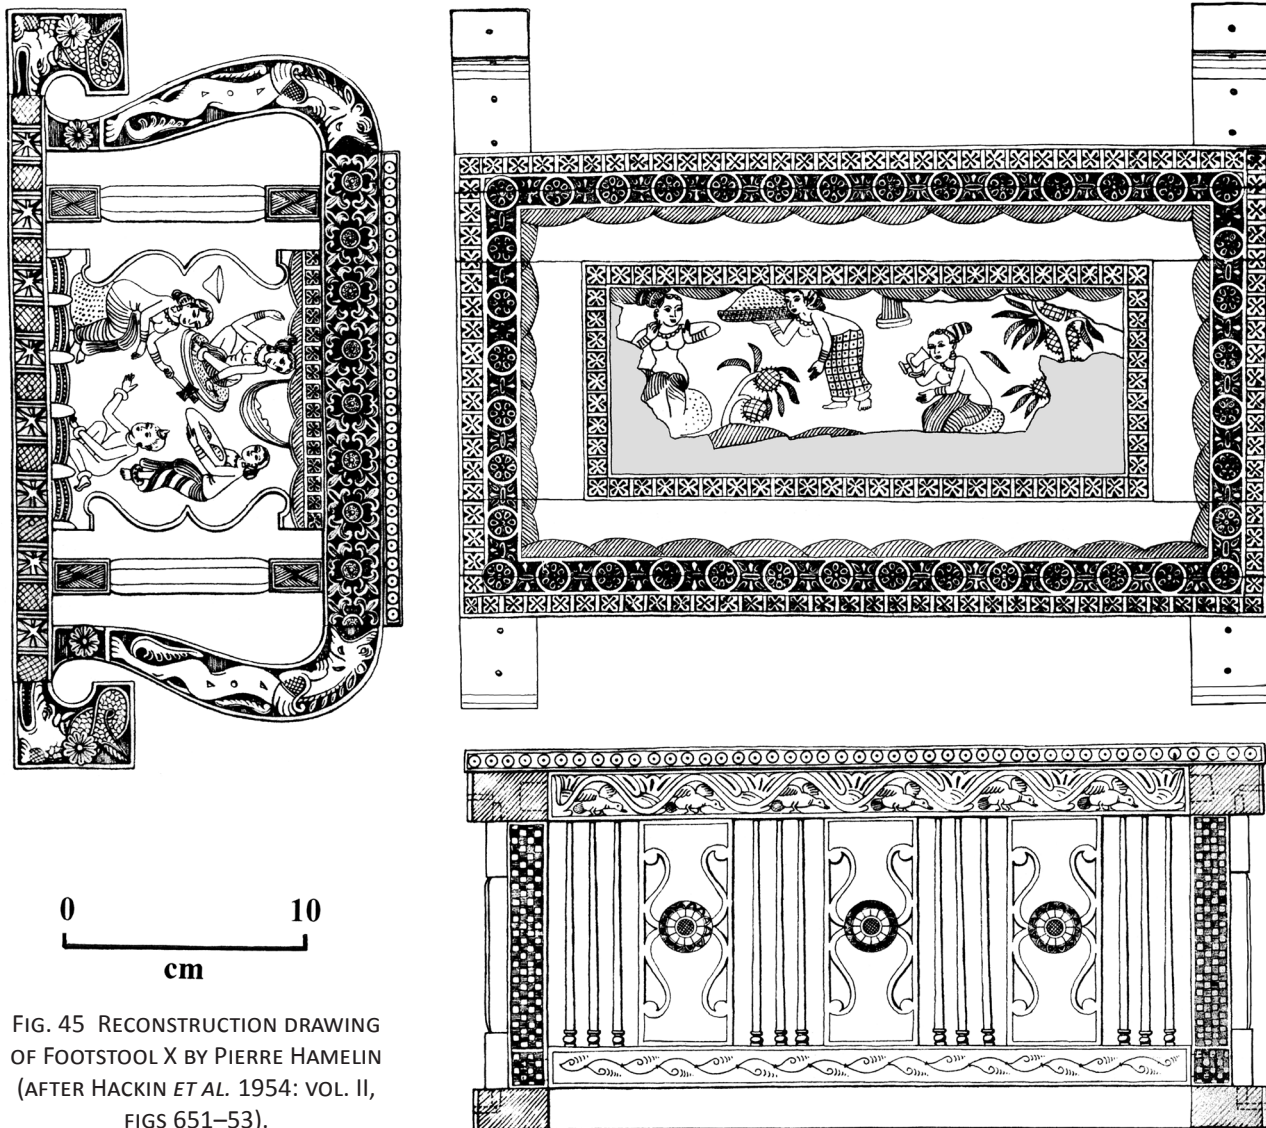 0 10
cm
FIG. 45 RECONSTRUCTION DRAWING
OF FOOTSTOOL X BY PIERRE HAMELIN
(AFTER HACKIN ET AL. 1954: VOL. II,
FIGS 651–53).